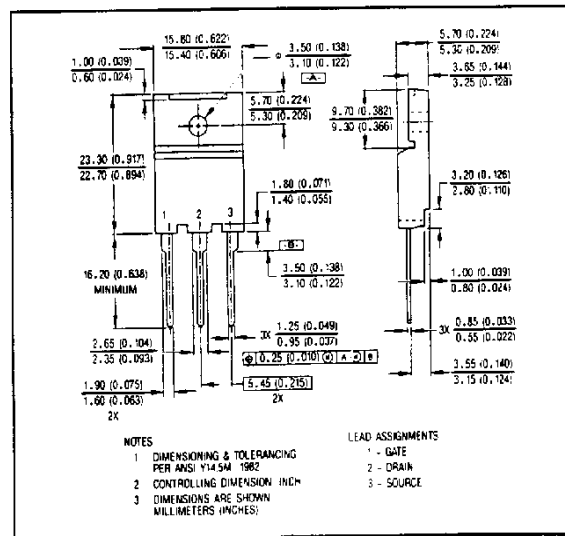 15.80 (0.622)
15.40 (0.606)
3.50 (0.138)
3.10 (0.122)
-A-
1.00 (0.039)
0.60 (0.024)
5.70 (0.224)
5.30 (0.209)
5.70 (0.224)
5.30 (0.209)
3.65 (0.144)
3.25 (0.128)
9.70 (0.382)
9.30 (0.366)
23.30 (0.917)
22.70 (0.894)
1.80 (0.071)
1.40 (0.055)
3.20 (0.126)
2.80 (0.110)
1 2 3
-B-
16.20 (0.638)
MINIMUM
3.50 (0.138)
3.10 (0.122)
1.00 (0.039)
0.80 (0.024)
2.65 (0.104)
2.35 (0.093)
3X 1.25 (0.049)
0.95 (0.037)
3X 0.85 (0.033)
0.55 (0.022)
0.25 (0.010) M A B
1.90 (0.075)
1.60 (0.063)
2X
5.45 (0.215)
2X
3.55 (0.140)
3.15 (0.124)
NOTES
1 DIMENSIONING & TOLERANCING
PER ANSI Y14.5M 1982
2 CONTROLLING DIMENSION INCH
3 DIMENSIONS ARE SHOWN
MILLIMETERS (INCHES)
LEAD ASSIGNMENTS
1 - GATE
2 - DRAIN
3 - SOURCE